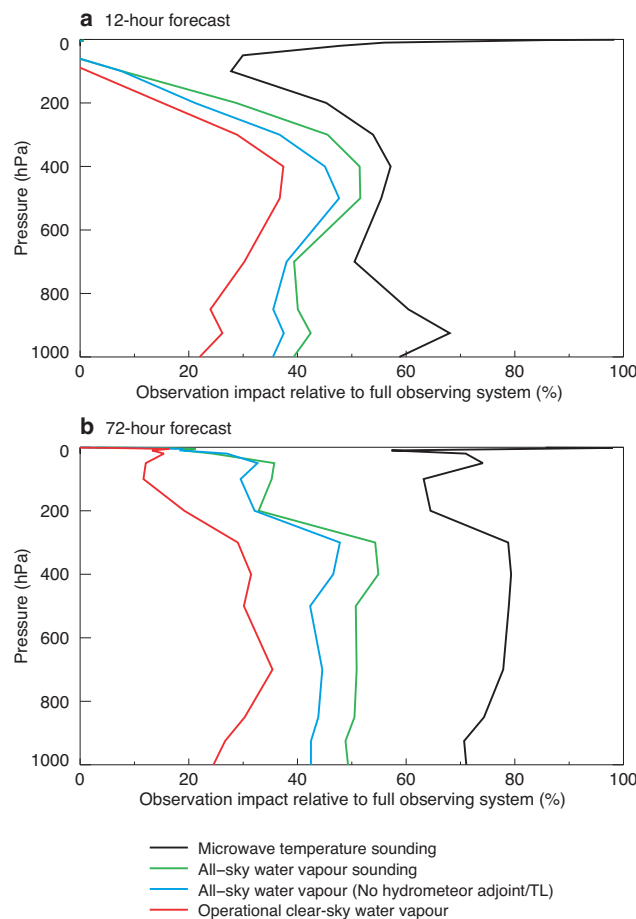 a 12-hour forecast
0
200
400
600
800
1000
Pressure (hPa)
0 20 40 60 80 100
Observation impact relative to full observing system (%)
b 72-hour forecast
0
200
400
600
800
1000
Pressure (hPa)
0 20 40 60 80 100
Observation impact relative to full observing system (%)
Microwave temperature sounding
All–sky water vapour sounding
All–sky water vapour (No hydrometeor adjoint/TL)
Operational clear–sky water vapour